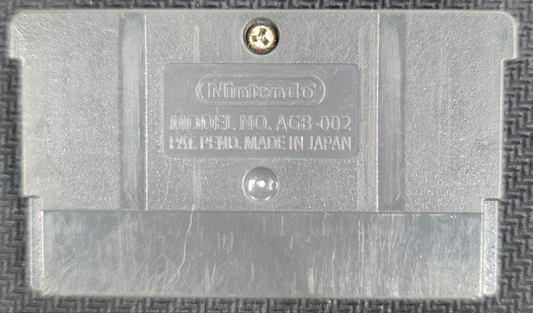 Nintendo
MODEL NO. AGB-002
PAT. PEND. MADE IN JAPAN